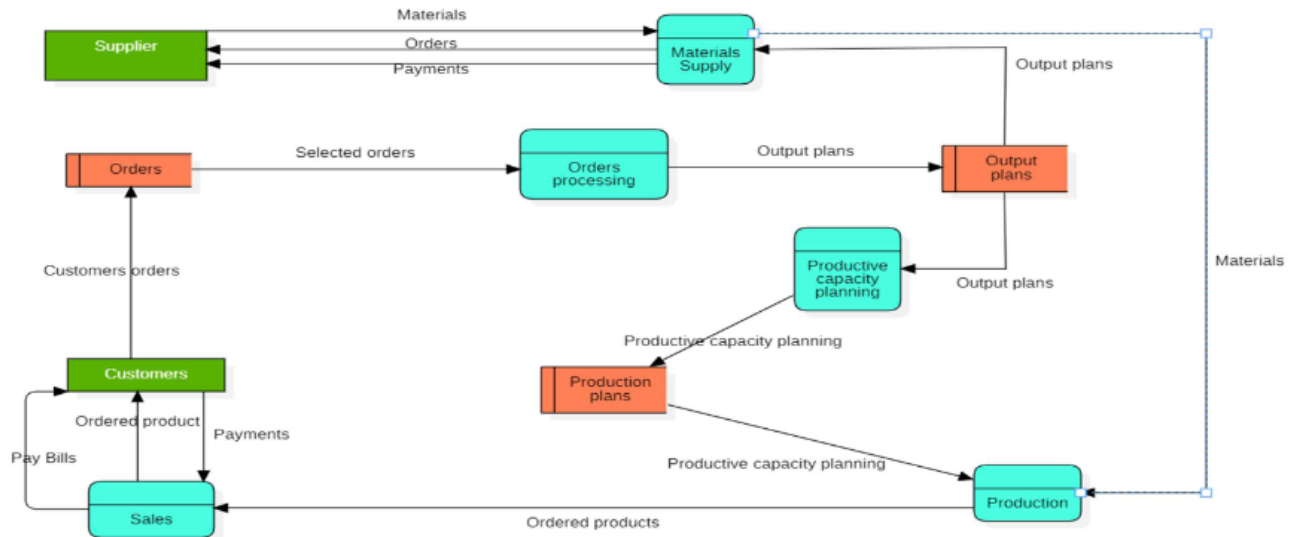 Materials
Supplier
Orders
Materials
Supply
Payments
Output plans
Orders
Selected orders
Orders
processing
Output plans
Output
plans
Customers orders
Productive
capacity
planning
Output plans
Materials
Productive capacity planning
Customers
Production
plans
Ordered product
Payments
Pay Bills
Productive capacity planning
Sales
Ordered products
Production